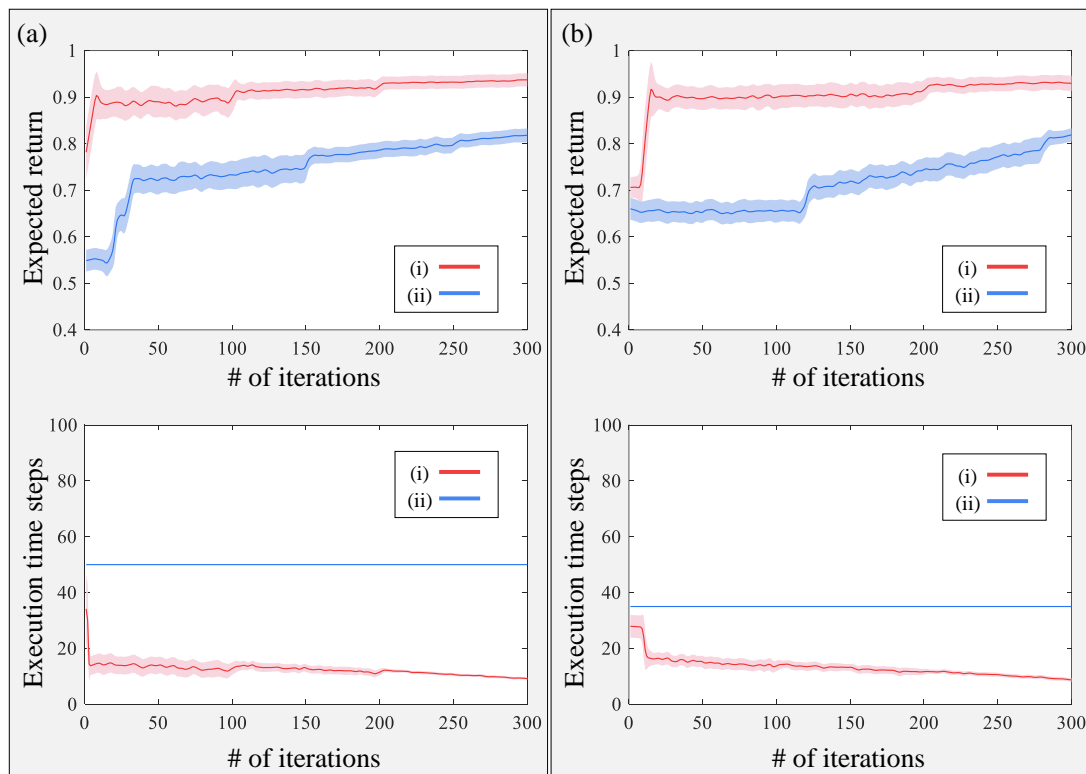 (a)
Expected return
1
0.9
0.8
0.7
0.6
0.5
0.4
(i)
(ii)
0 50 100 150 200 250 300
# of iterations
Execution time steps
100
80
60
40
20
0
(i)
(ii)
0 50 100 150 200 250 300
# of iterations
(b)
Expected return
1
0.9
0.8
0.7
0.6
0.5
0.4
(i)
(ii)
0 50 100 150 200 250 300
# of iterations
Execution time steps
100
80
60
40
20
0
(i)
(ii)
0 50 100 150 200 250 300
# of iterations